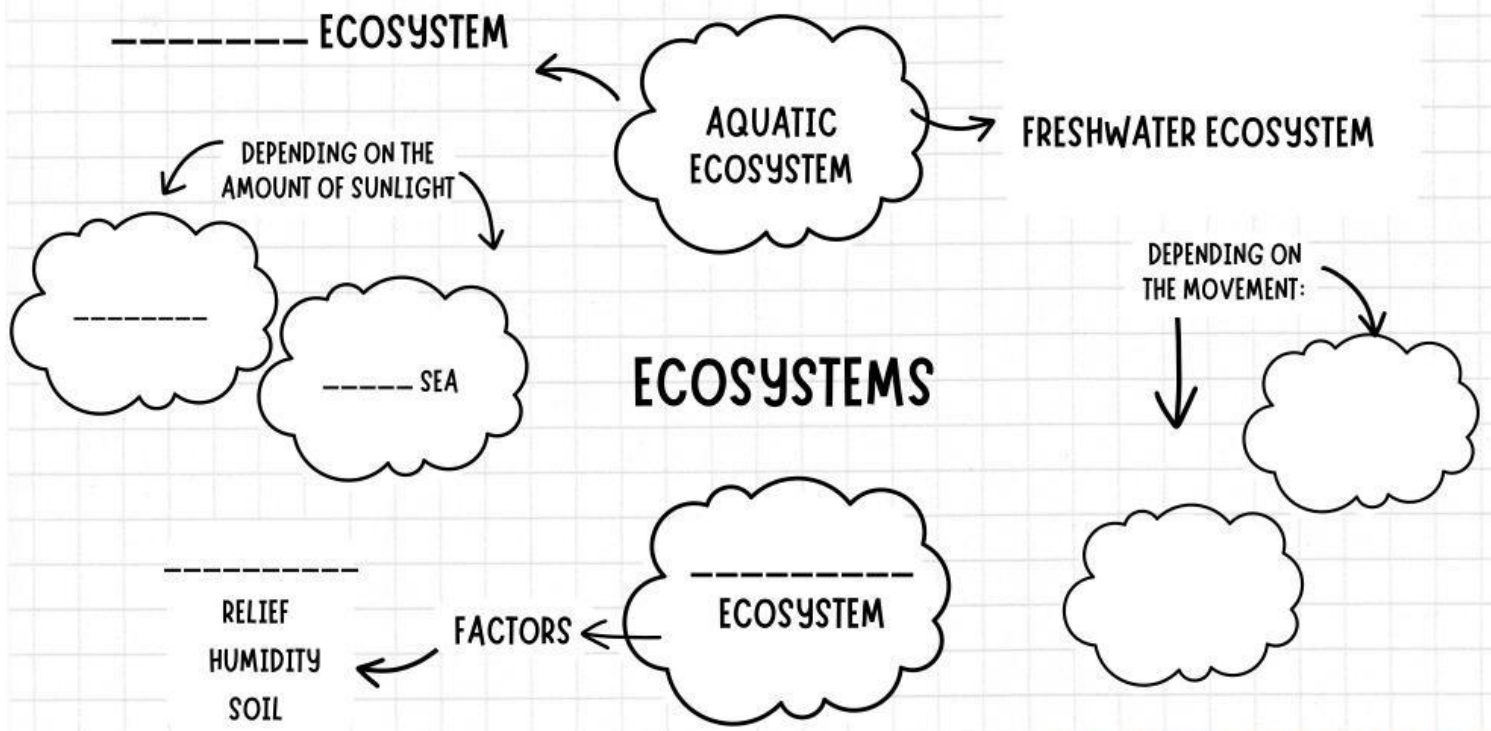 _______ ECOSYSTEM
AQUATIC
ECOSYSTEM
FRESHWATER ECOSYSTEM
DEPENDING ON THE
AMOUNT OF SUNLIGHT
________
_____ SEA
DEPENDING ON
THE MOVEMENT:
ECOSYSTEMS
_________
ECOSYSTEM
FACTORS
__________
RELIEF
HUMIDITY
SOIL